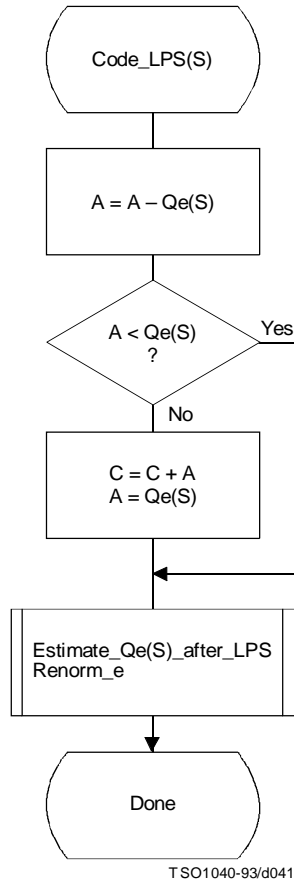 Code_LPS(S)
A = A – Qe(S)
A < Qe(S)
?
Yes
No
C = C + A
A = Qe(S)
Estimate_Qe(S)_after_LPS
Renorm_e
Done
TSO1040-93/d041